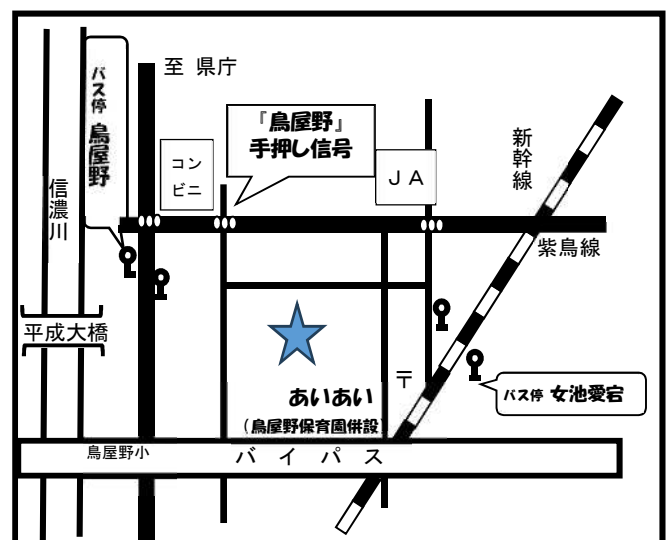 至 県庁
バス停 鳥屋野
コン
ビニ
『鳥屋野』
手押し信号
JA
新幹線
信濃川
紫鳥線
平成大橋
〒
あいあい
(鳥屋野保育園併設)
バス停 女池愛宕
鳥屋野小
バイパス